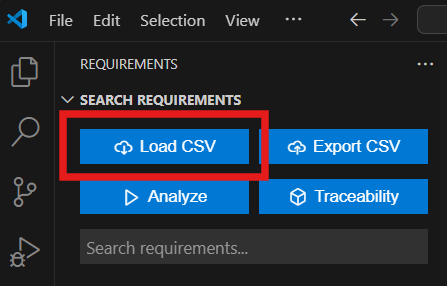 File Edit Selection View ...
REQUIREMENTS ...
SEARCH REQUIREMENTS
Load CSV Export CSV
Analyze Traceability
Search requirements...